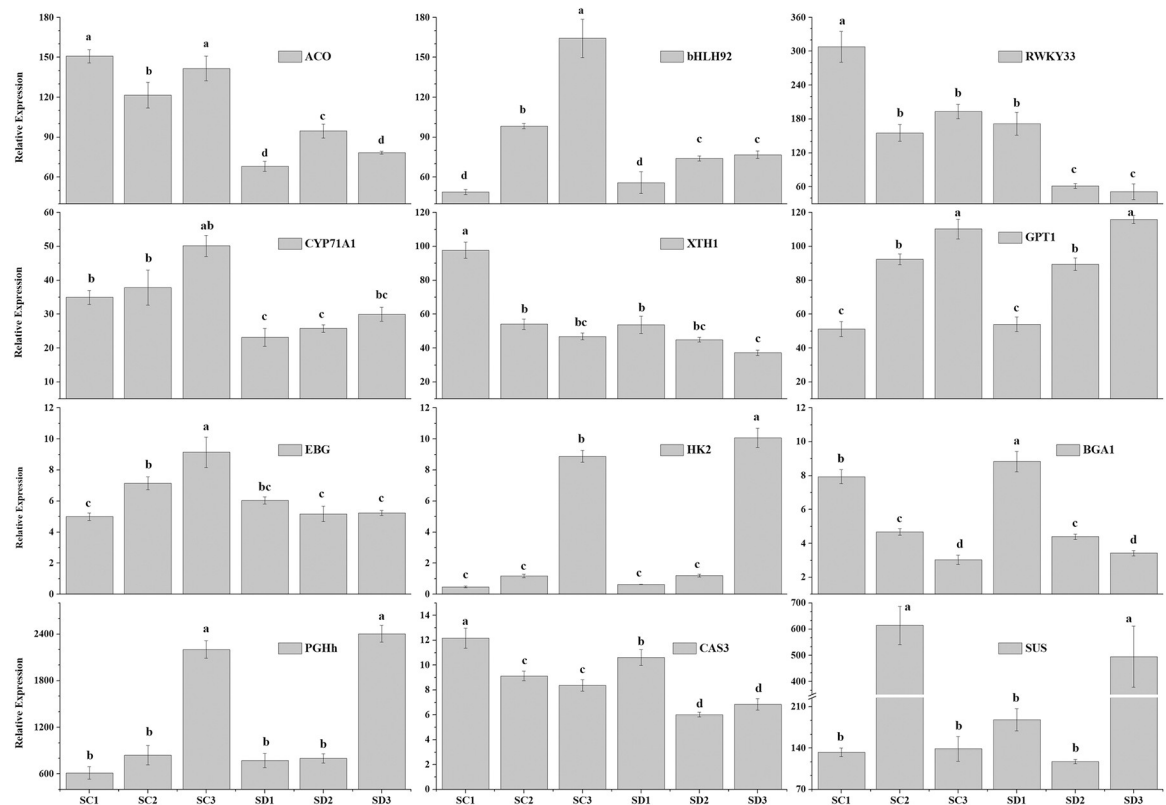 180
150
120
90
60
Relative Expression
a
b
a
d
c
d
ACO
180
150
120
90
60
d
b
a
d
c
c
bHLH92
360
300
240
180
120
60
a
b
b
b
c
c
RWKY33
60
50
40
30
20
10
Relative Expression
b
b
ab
c
c
bc
CYP71A1
120
100
80
60
40
20
a
b
bc
b
bc
c
XTH1
120
100
80
60
40
20
b
b
a
c
b
a
GPT1
12
10
8
6
4
2
0
Relative Expression
c
b
a
bc
c
c
EBG
12
10
8
6
4
2
0
c
c
b
c
c
a
HK2
12
10
8
6
4
2
b
c
d
a
c
d
BGA1
2400
1800
1200
600
Relative Expression
b
b
a
b
b
a
PGHh
SC1 SC2 SC3 SD1 SD2 SD3
14
12
10
8
6
4
2
0
a
c
c
b
d
d
CAS3
SC1 SC2 SC3 SD1 SD2 SD3
700
600
500
400
210
140
70
b
a
b
b
b
a
SUS
SC1 SC2 SC3 SD1 SD2 SD3